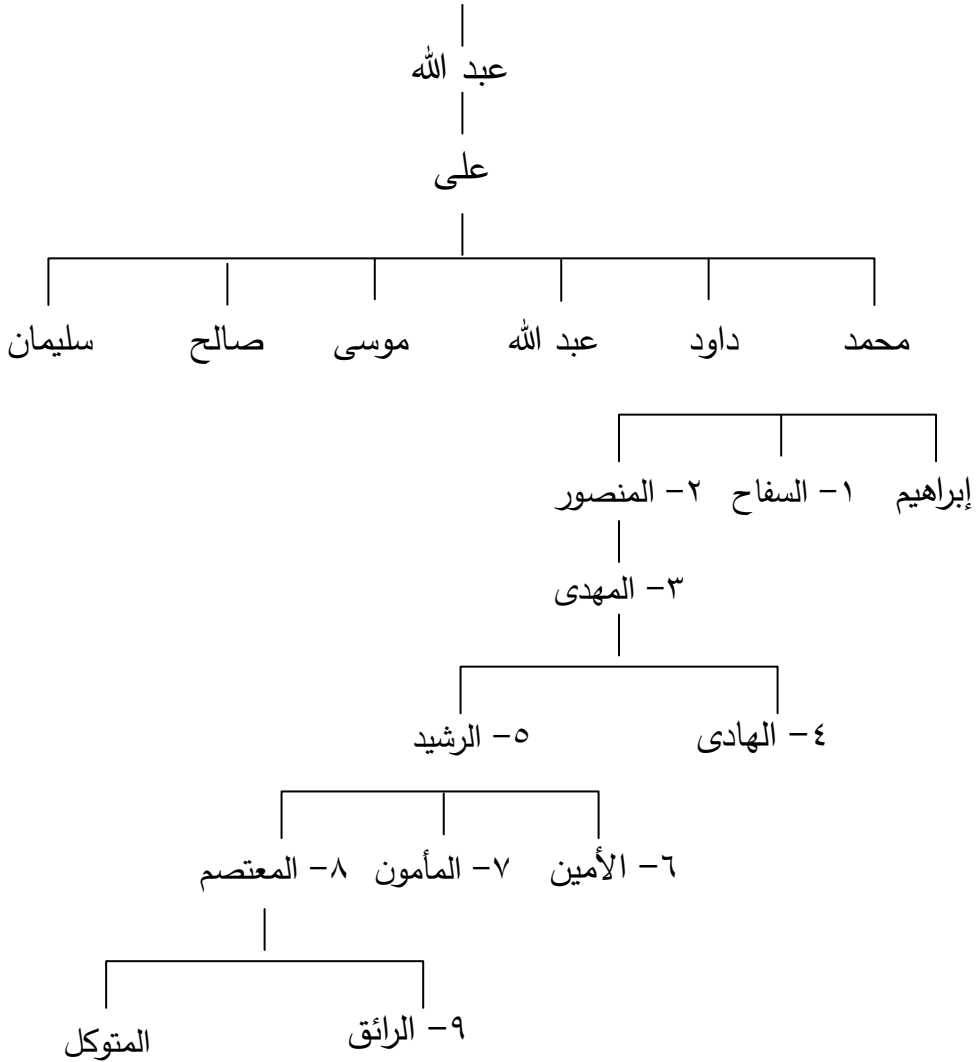 عبد الله
على
محمد داود عبد الله موسى صالح سليمان
إبراهيم ١- السفاح ٢- المنصور
٣- المهدى
٤- الهادى ٥- الرشيد
٦- الأمين ٧- المأمون ٨- المعتصم
٩- الرائق المتوكل